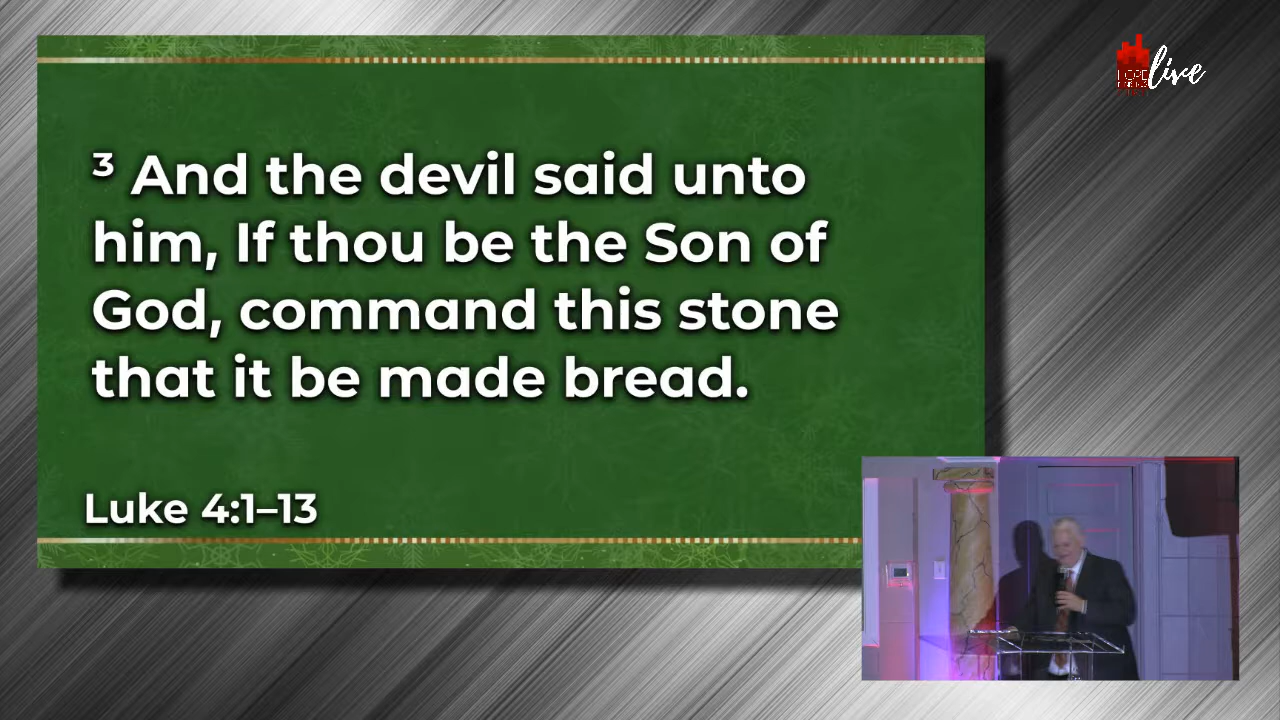 ³ And the devil said unto
him, If thou be the Son of
God, command this stone
that it be made bread.
Luke 4:1–13
HOPE
live